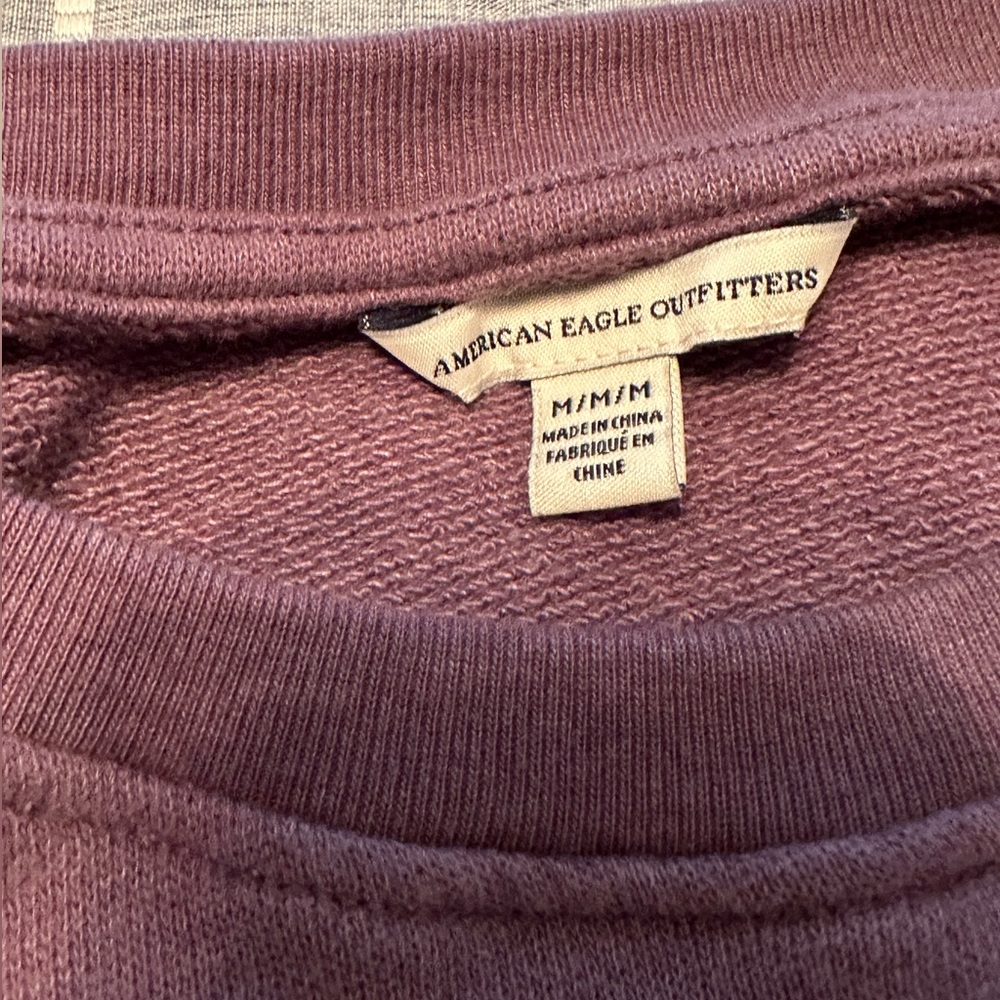 AMERICAN EAGLE OUTFITTERS
M/M/M
MADE IN CHINA
FABRIQUÉ EN
CHINE